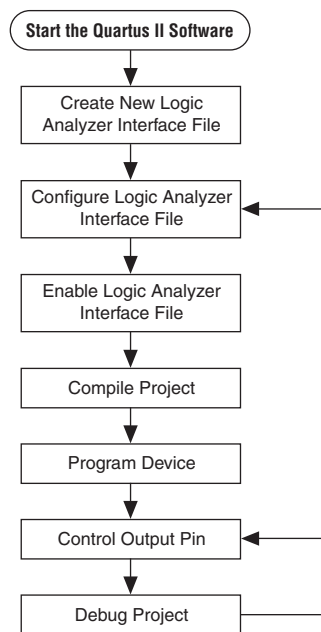 Start the Quartus II Software
Create New Logic
Analyzer Interface File
Configure Logic Analyzer
Interface File
Enable Logic Analyzer
Interface File
Compile Project
Program Device
Control Output Pin
Debug Project